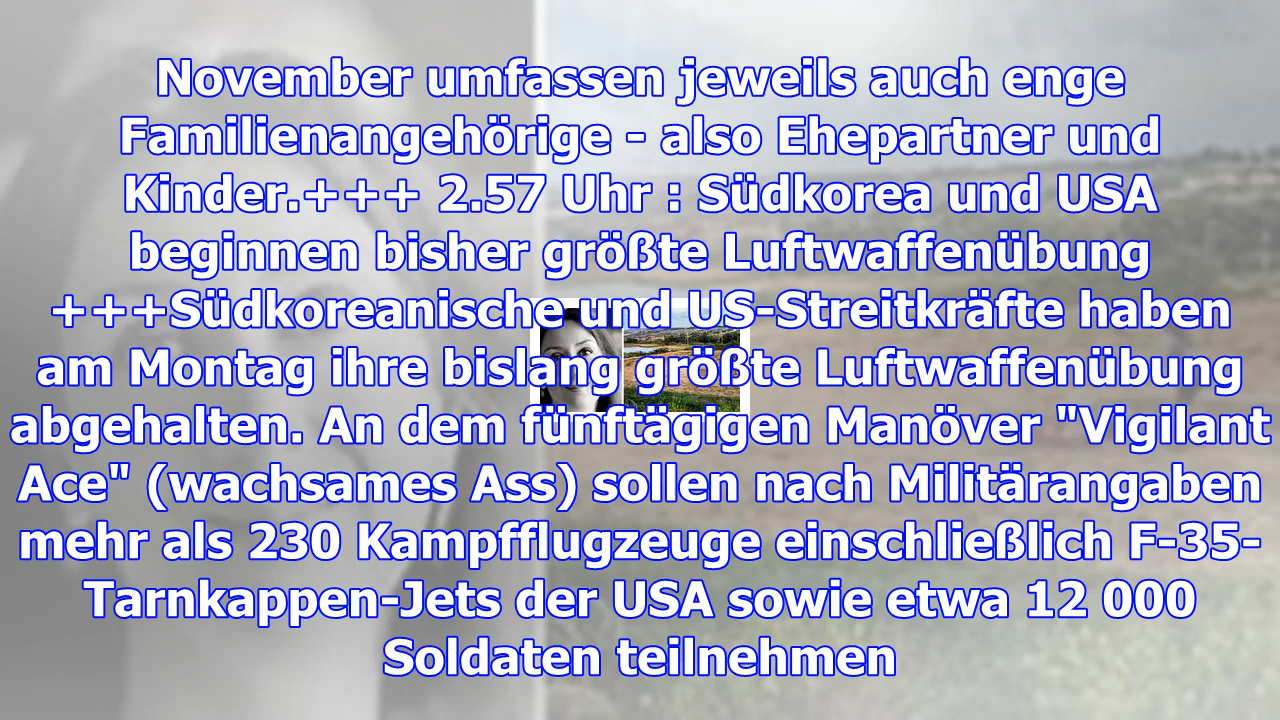 November umfassen jeweils auch enge
Familienangehörige - also Ehepartner und
Kinder.+++ 2.57 Uhr : Südkorea und USA
beginnen bisher größte Luftwaffenübung
+++Südkoreanische und US-Streitkräfte haben
am Montag ihre bislang größte Luftwaffenübung
abgehalten. An dem fünftägigen Manöver "Vigilant
Ace" (wachsames Ass) sollen nach Militärangaben
mehr als 230 Kampfflugzeuge einschließlich F-35-
Tarnkappen-Jets der USA sowie etwa 12 000
Soldaten teilnehmen